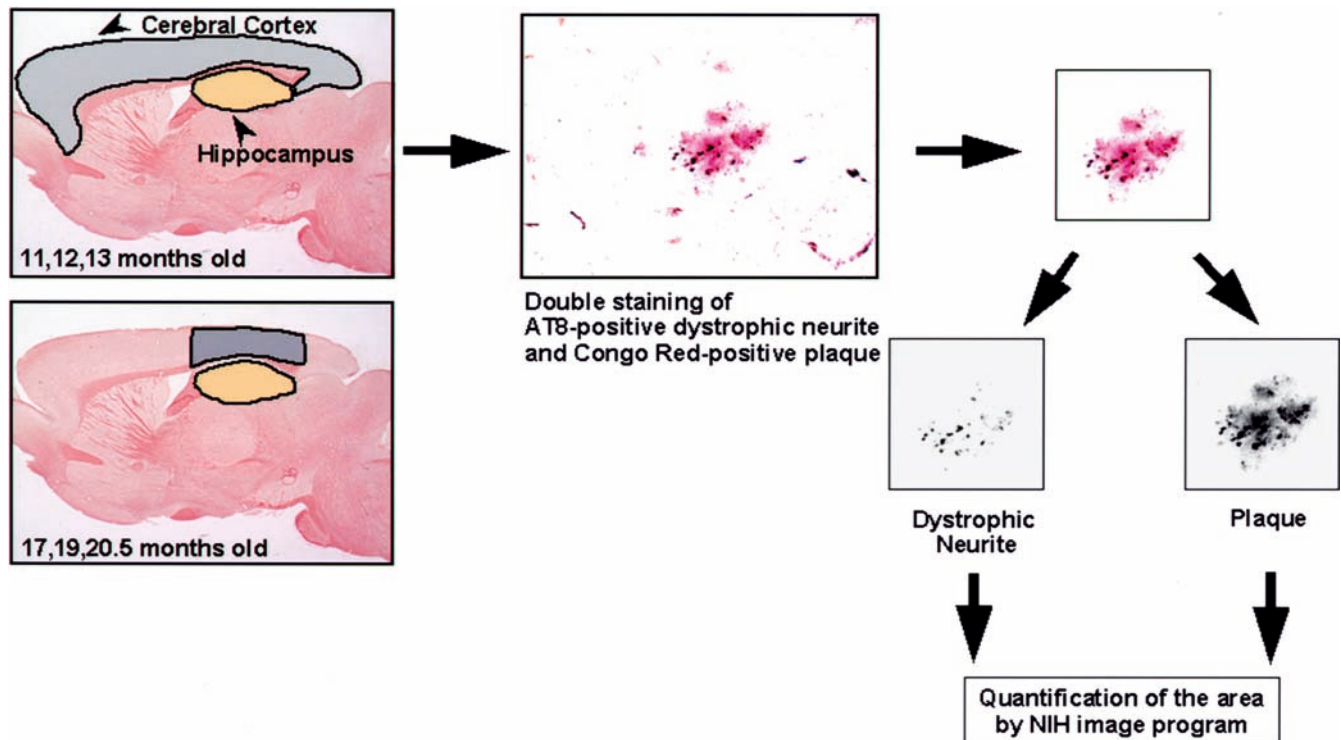 Cerebral Cortex
Hippocampus
11,12,13 months old
17,19,20.5 months old
Double staining of
AT8-positive dystrophic neurite
and Congo Red-positive plaque
Dystrophic
Neurite
Plaque
Quantification of the area
by NIH image program